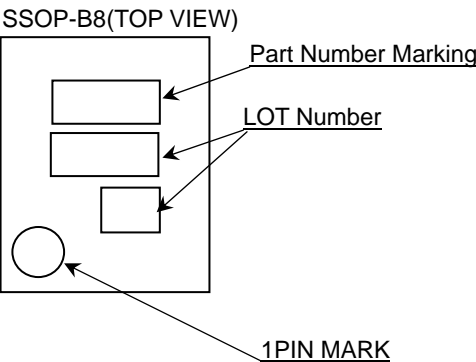 SSOP-B8(TOP VIEW)
Part Number Marking
LOT Number
1PIN MARK